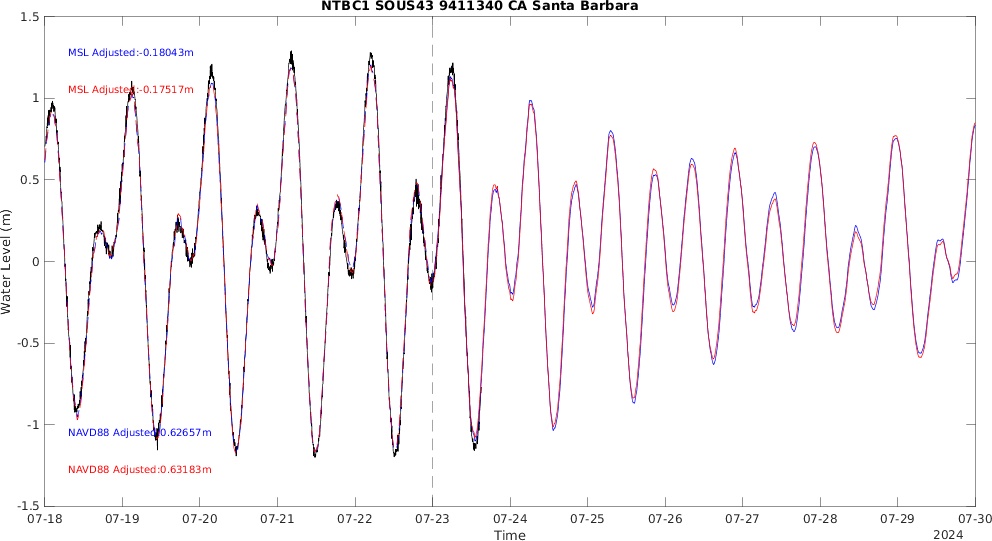 NTBC1 SOUS43 9411340 CA Santa Barbara
1.5
MSL Adjusted:-0.18043m
1
MSL Adjusted:-0.17517m
0.5
Water Level (m)
0
-0.5
-1
NAVD88 Adjusted:0.62657m
NAVD88 Adjusted:0.63183m
-1.5
07-18 07-19 07-20 07-21 07-22 07-23 07-24 07-25 07-26 07-27 07-28 07-29 07-30
Time
2024